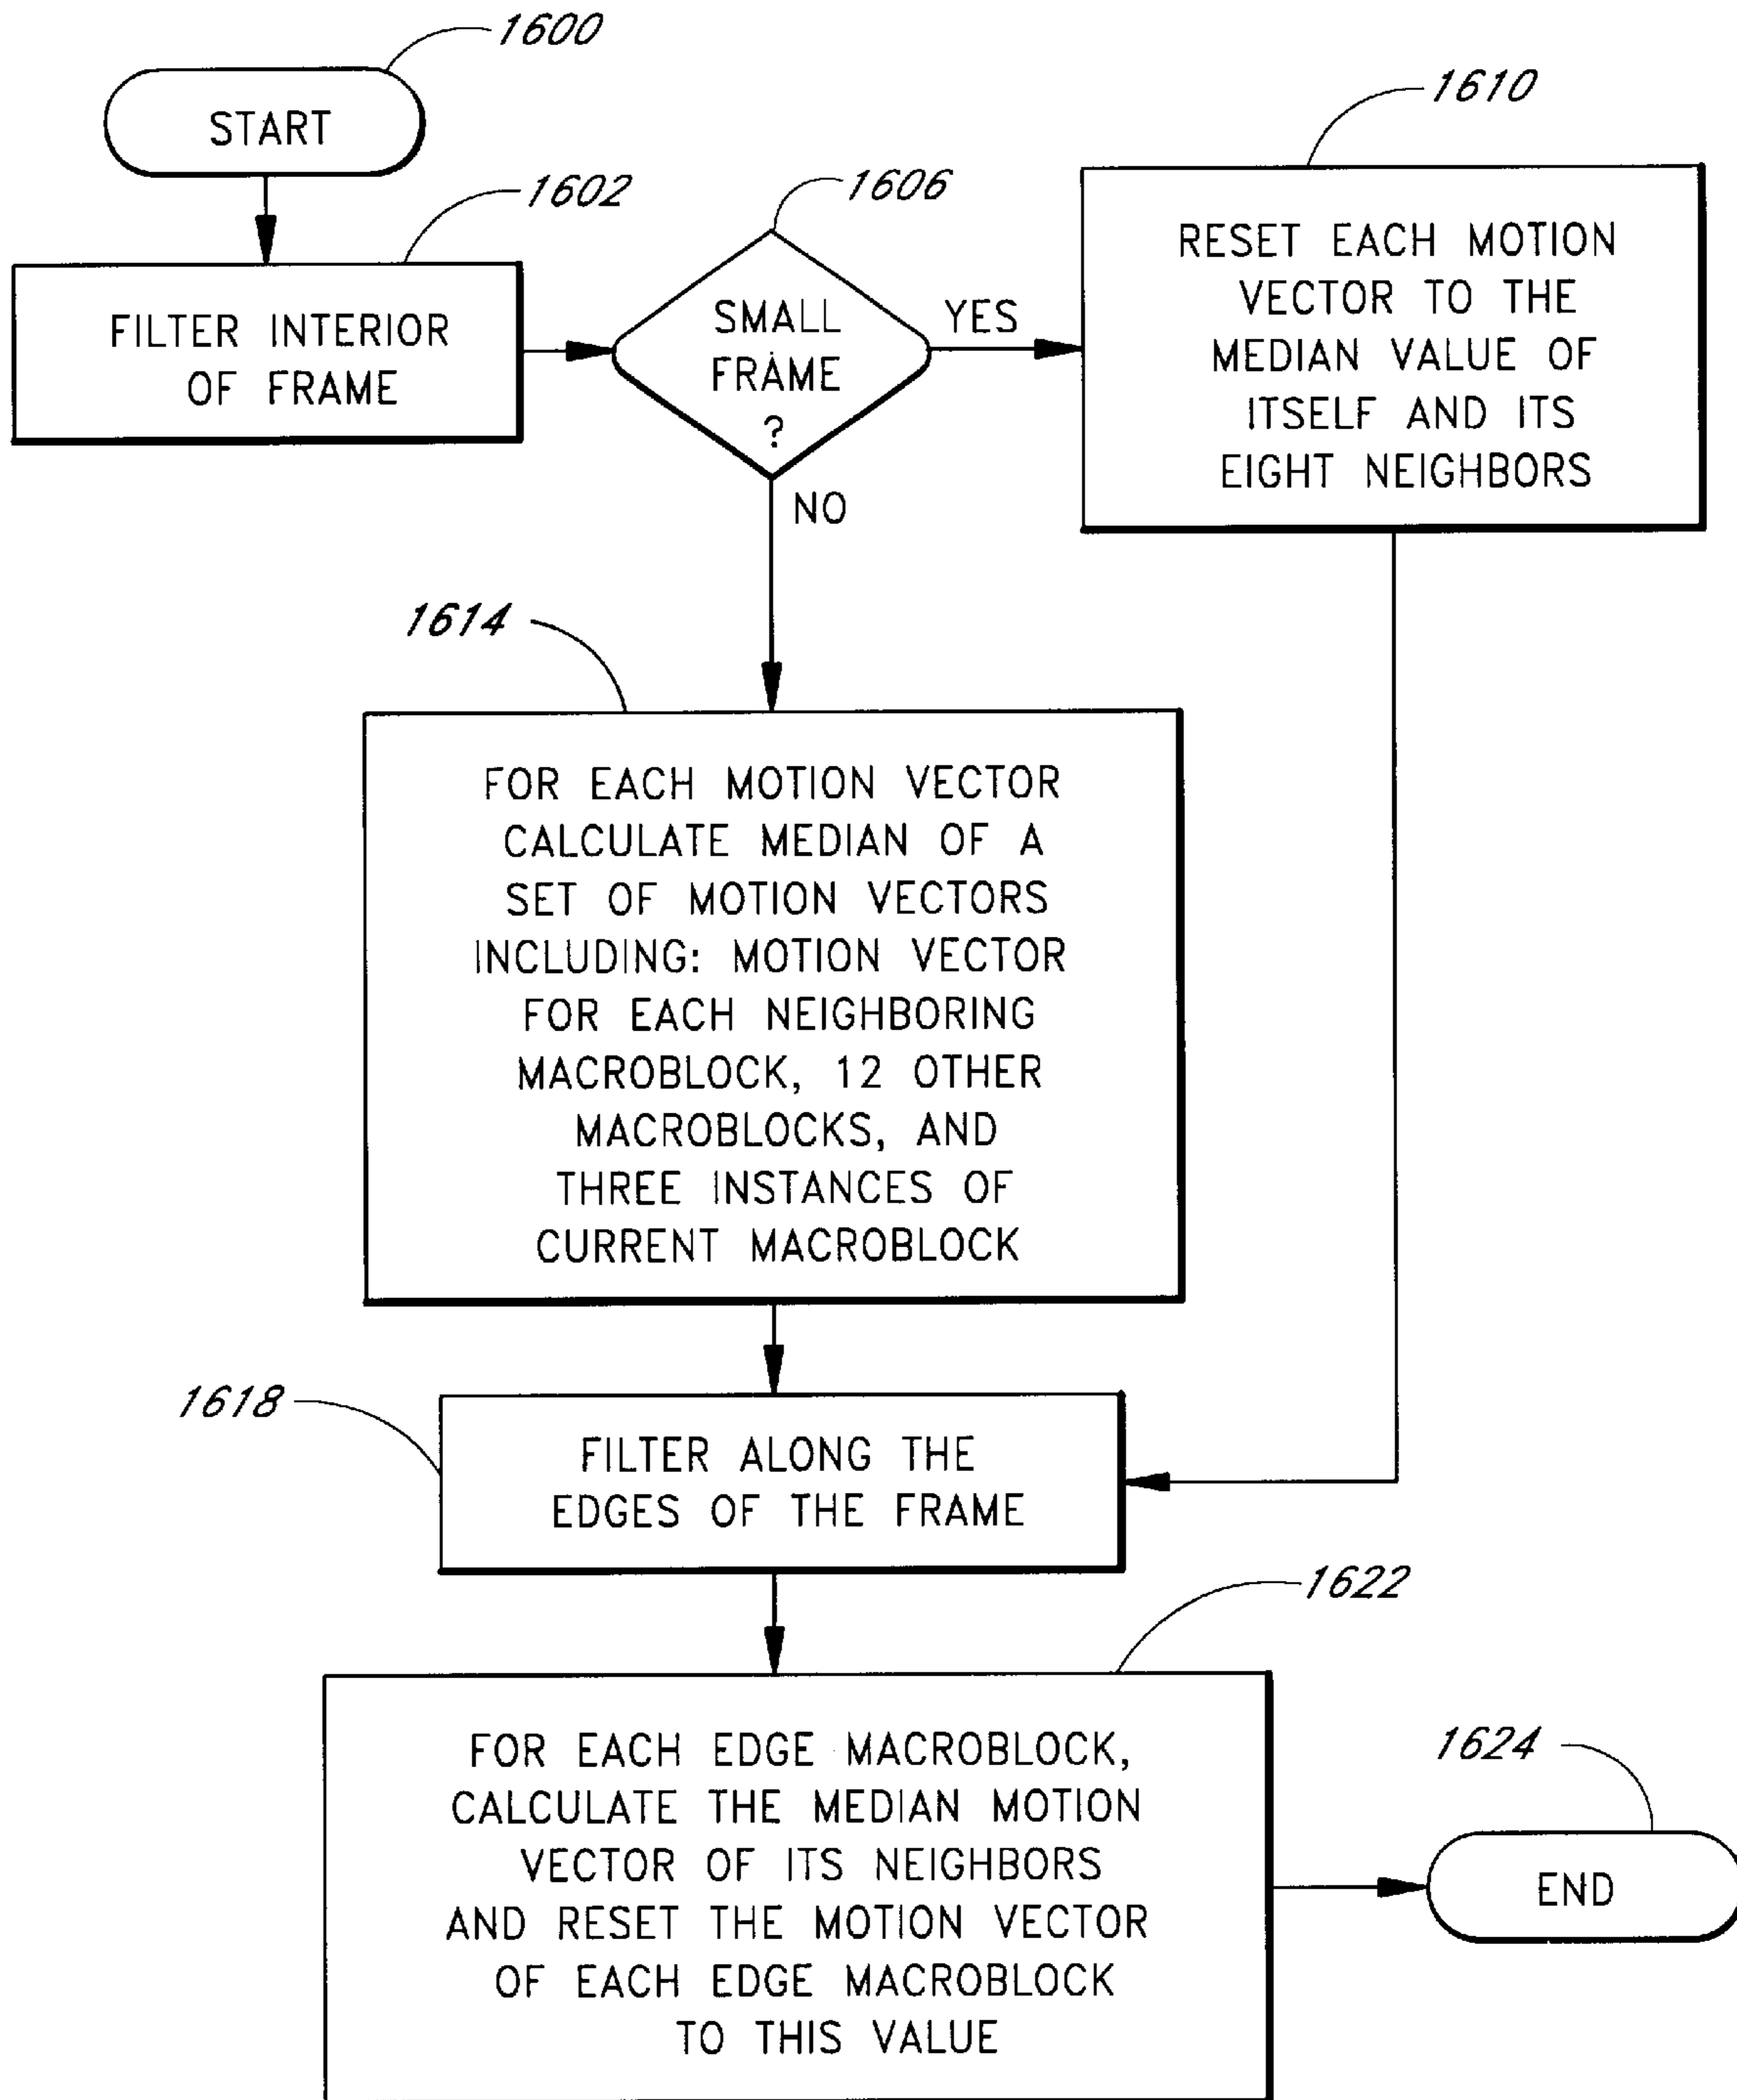 1600
START
1602
FILTER INTERIOR
OF FRAME
1606
SMALL
FRAME
?
YES
NO
1610
RESET EACH MOTION
VECTOR TO THE
MEDIAN VALUE OF
ITSELF AND ITS
EIGHT NEIGHBORS
1614
FOR EACH MOTION VECTOR
CALCULATE MEDIAN OF A
SET OF MOTION VECTORS
INCLUDING: MOTION VECTOR
FOR EACH NEIGHBORING
MACROBLOCK, 12 OTHER
MACROBLOCKS, AND
THREE INSTANCES OF
CURRENT MACROBLOCK
1618
FILTER ALONG THE
EDGES OF THE FRAME
1622
FOR EACH EDGE MACROBLOCK,
CALCULATE THE MEDIAN MOTION
VECTOR OF ITS NEIGHBORS
AND RESET THE MOTION VECTOR
OF EACH EDGE MACROBLOCK
TO THIS VALUE
1624
END